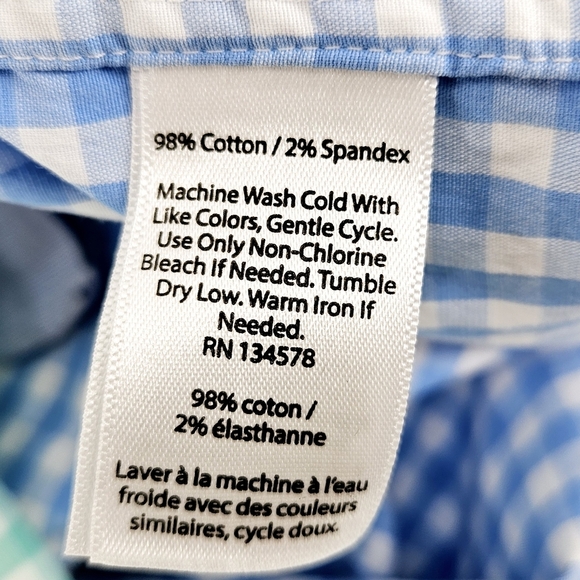 98% Cotton / 2% Spandex
Machine Wash Cold With
Like Colors, Gentle Cycle.
Use Only Non-Chlorine
Bleach If Needed. Tumble
Dry Low. Warm Iron If
Needed.
RN 134578
98% coton /
2% élasthanne
Laver à la machine à l'eau
froide avec des couleurs
similaires, cycle doux.